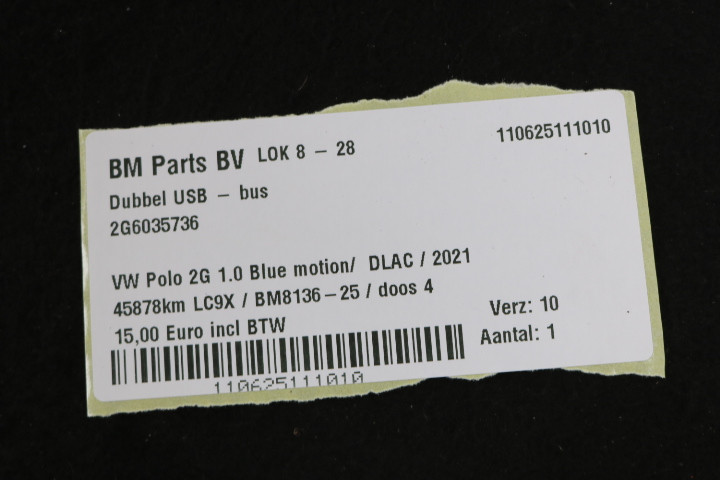 BM Parts BV LOK 8 - 28 110625111010
Dubbel USB - bus
2G6035736
VW Polo 2G 1.0 Blue motion/ DLAC / 2021
45878km LC9X / BM8136-25 / doos 4
15,00 Euro incl BTW
Verz: 10
Aantal: 1
110625111010